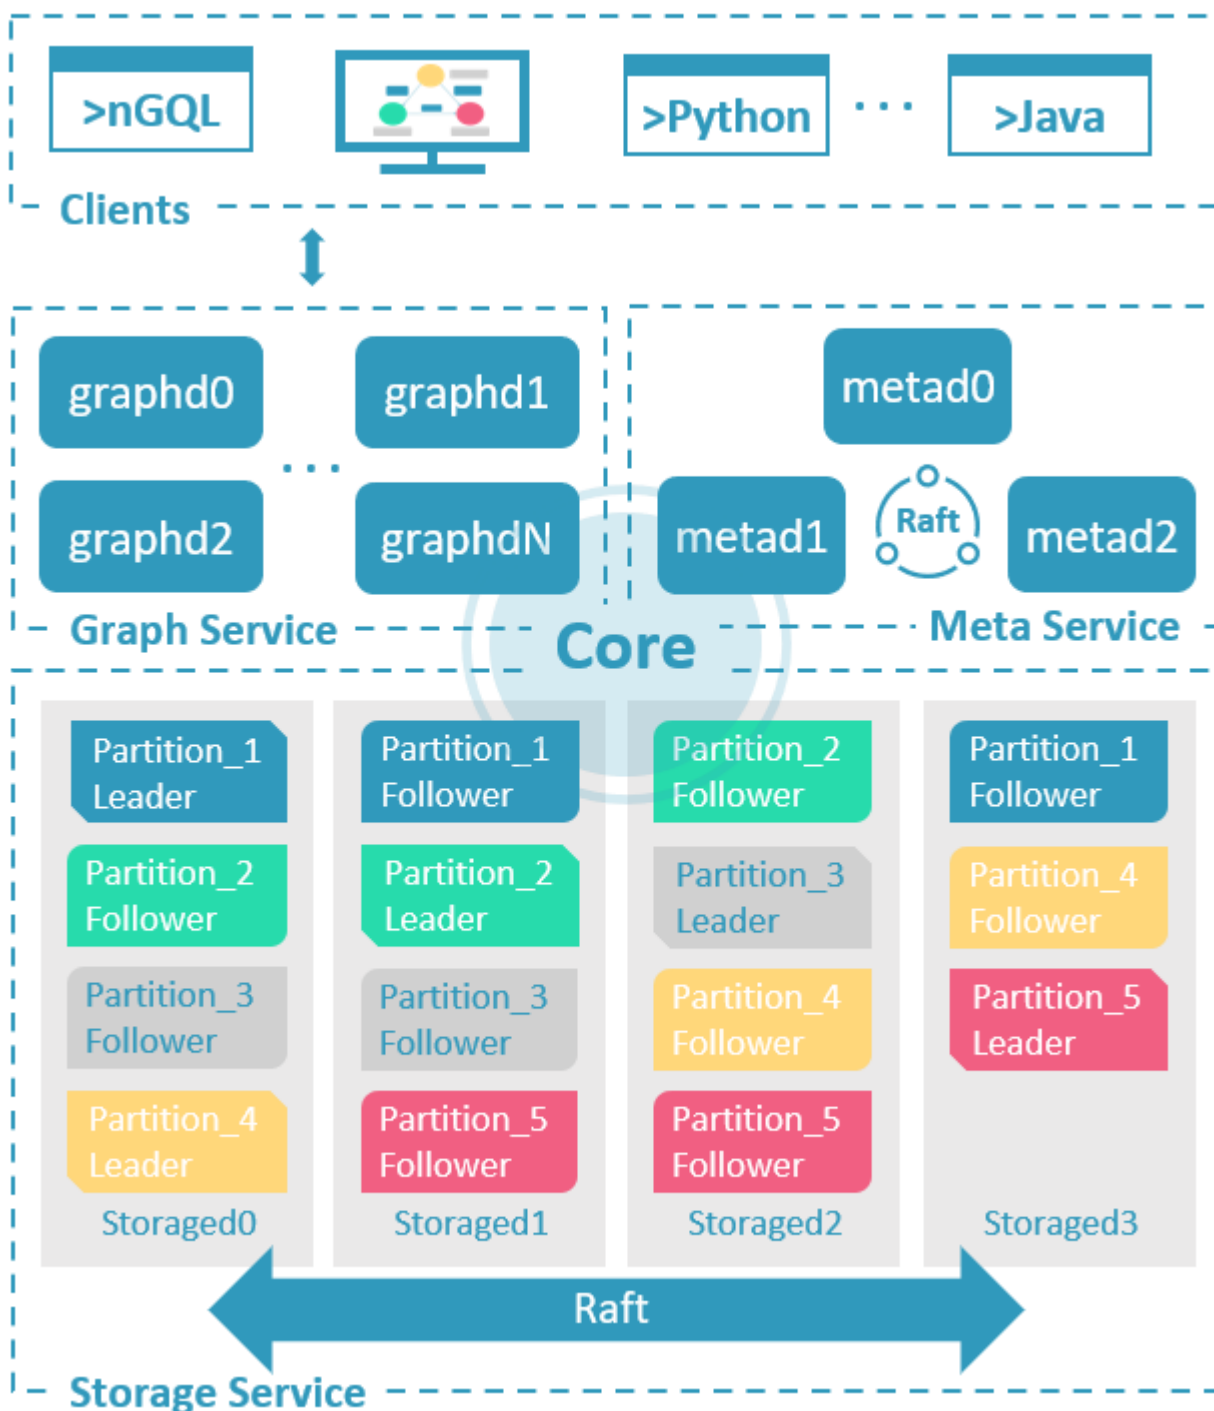 >nGQL
>Python
...
>Java
Clients
graphd0
graphd1
...
graphd2
graphdN
Graph Service
metad0
metad1
Raft
metad2
Meta Service
Core
Partition_1
Leader
Partition_2
Follower
Partition_3
Follower
Partition_4
Leader
Storaged0
Partition_1
Follower
Partition_2
Leader
Partition_3
Follower
Partition_5
Follower
Storaged1
Partition_2
Follower
Partition_3
Leader
Partition_4
Follower
Partition_5
Follower
Storaged2
Partition_1
Follower
Partition_4
Follower
Partition_5
Leader
Storaged3
Raft
Storage Service